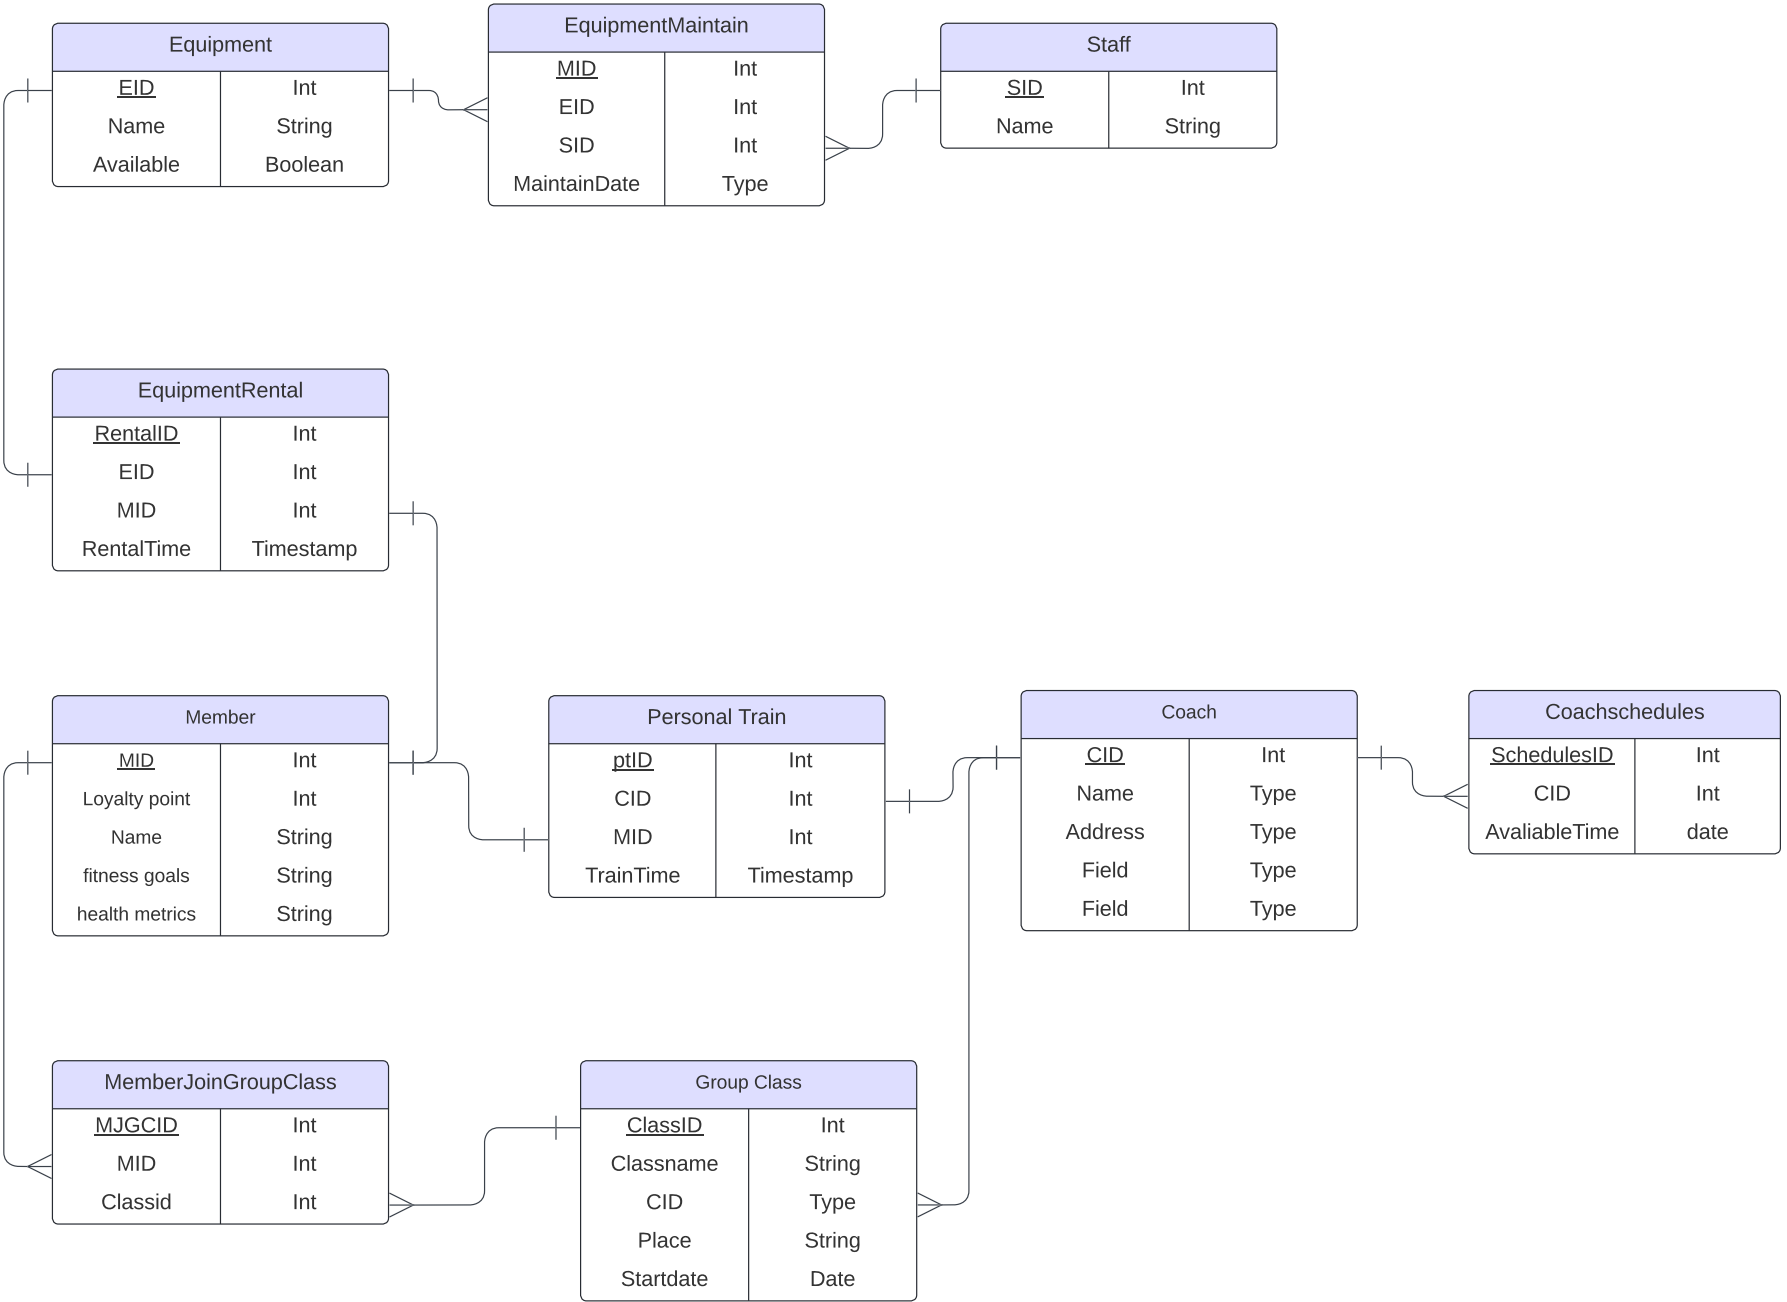 Equipment
EID Int
Name String
Available Boolean
EquipmentMaintain
MID Int
EID Int
SID Int
MaintainDate Type
Staff
SID Int
Name String
EquipmentRental
RentalID Int
EID Int
MID Int
RentalTime Timestamp
Member
MID Int
Loyalty point Int
Name String
fitness goals String
health metrics String
Personal Train
ptID Int
CID Int
MID Int
TrainTime Timestamp
Coach
CID Int
Name Type
Address Type
Field Type
Field Type
Coachschedules
SchedulesID Int
CID Int
AvaliableTime date
MemberJoinGroupClass
MJGCID Int
MID Int
Classid Int
Group Class
ClassID Int
Classname String
CID Type
Place String
Startdate Date